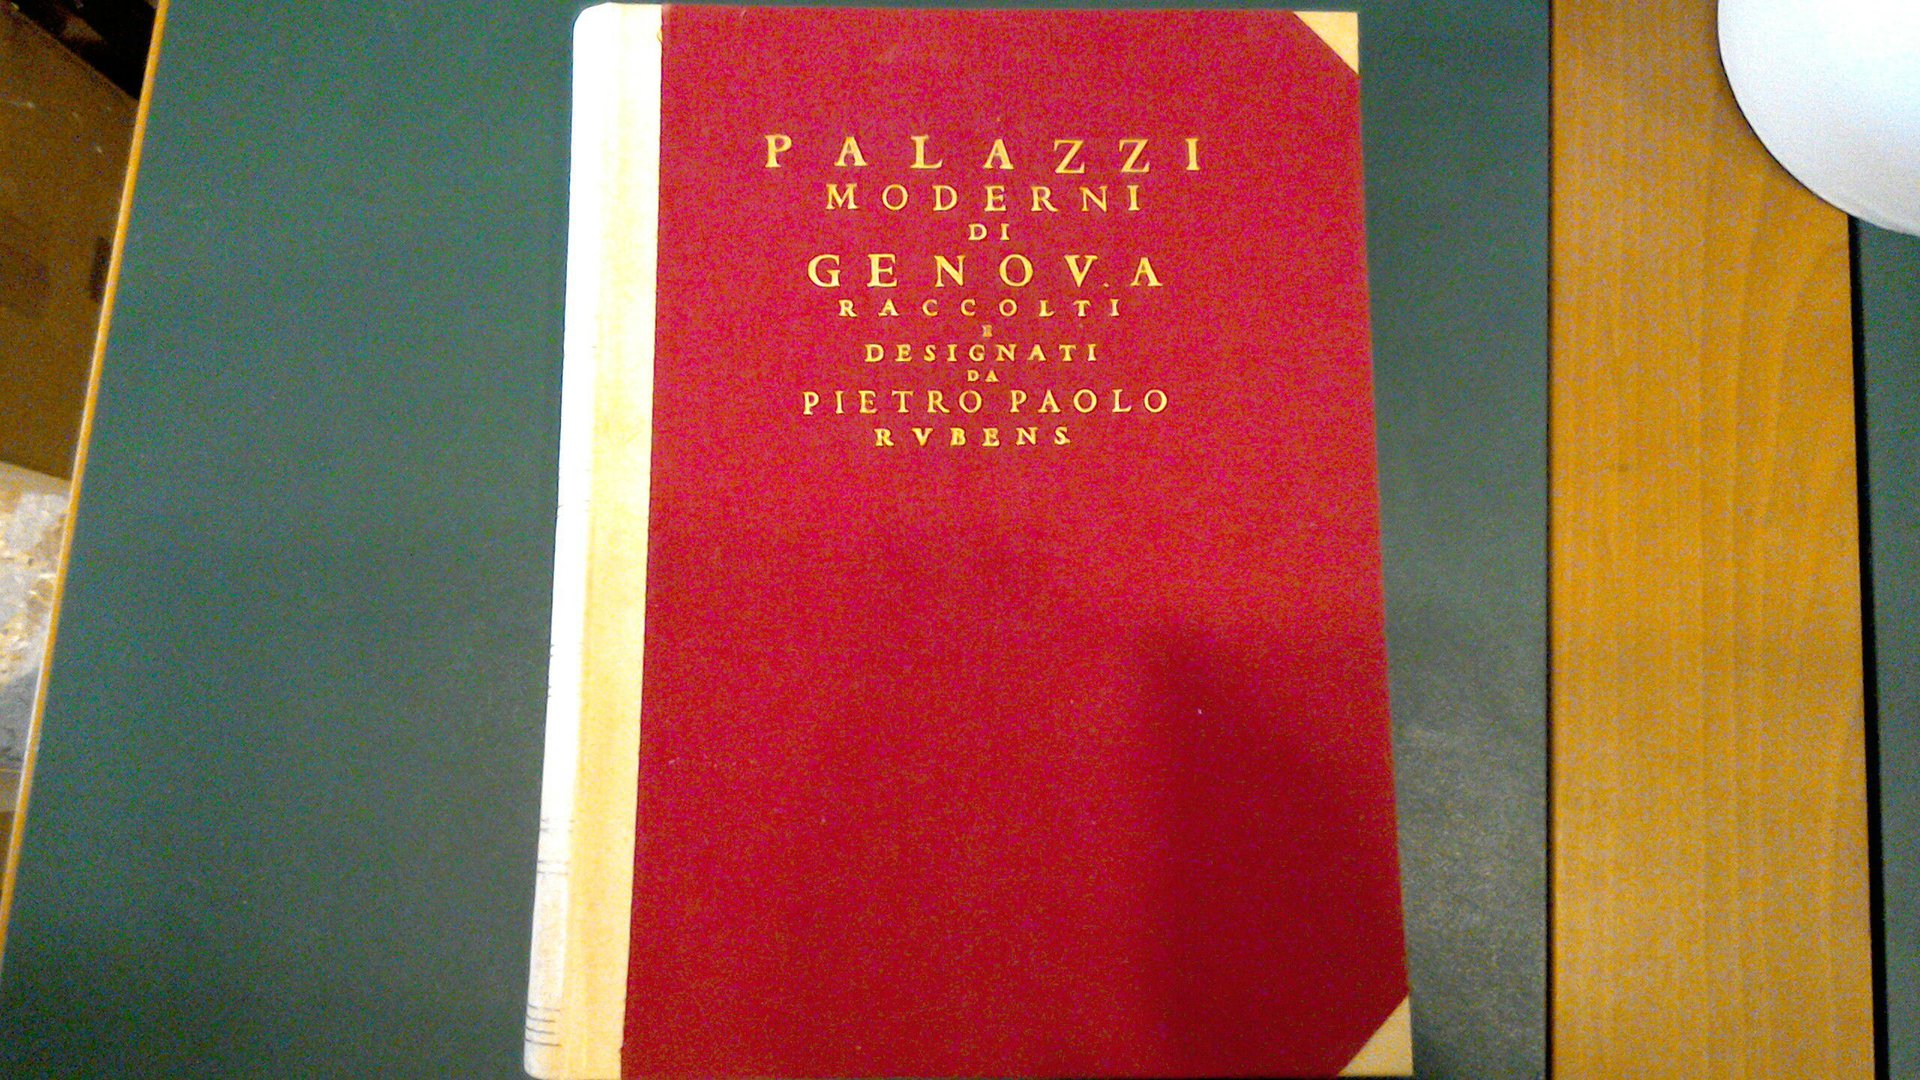 PALAZZI
MODERNI
DI
GENOV.A
RACCOLTI
E
DESIGNATI
DA
PIETRO PAOLO
RVBENS.